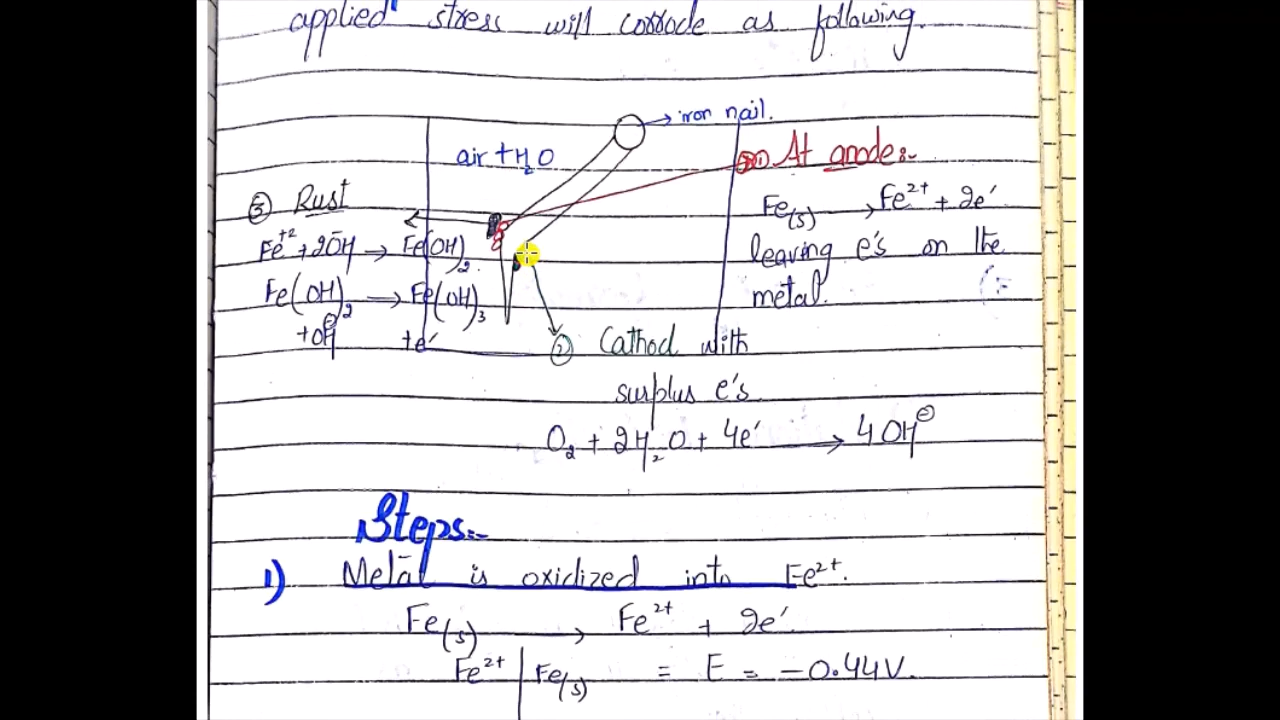 applied stress will corrode as following.
→ iron nail.
air + H₂O
① At anode:-
Fe(s) → Fe²⁺ + 2e⁻
leaving e's on the
metal.
③ Rust
Fe⁺² + 2ŌH → Fe(OH)₂
Fe(OH)₂ → Fe(OH)₃
+OH⊖ +e⁻
② Cathod with
surplus e's
O₂ + 2H₂O + 4e⁻ → 4OH⊖
Steps:-
1) Metal is oxidized into Fe²⁺.
Fe(s) → Fe²⁺ + 2e⁻
Fe²⁺ | Fe(s) = E = -0.44V.